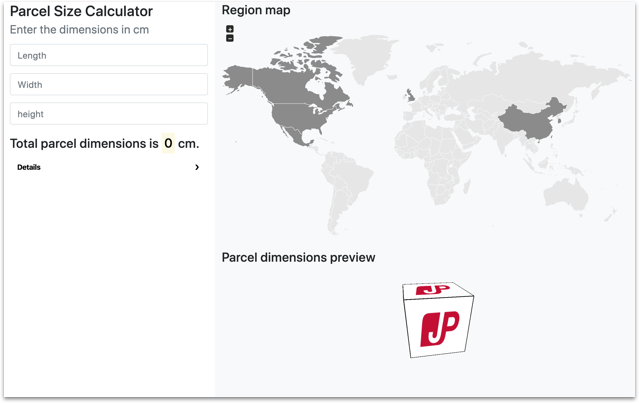 Parcel Size Calculator
Enter the dimensions in cm
Length
Width
height
Total parcel dimensions is 0 cm.
Details
Region map
+
-
Parcel dimensions preview
JP
JP